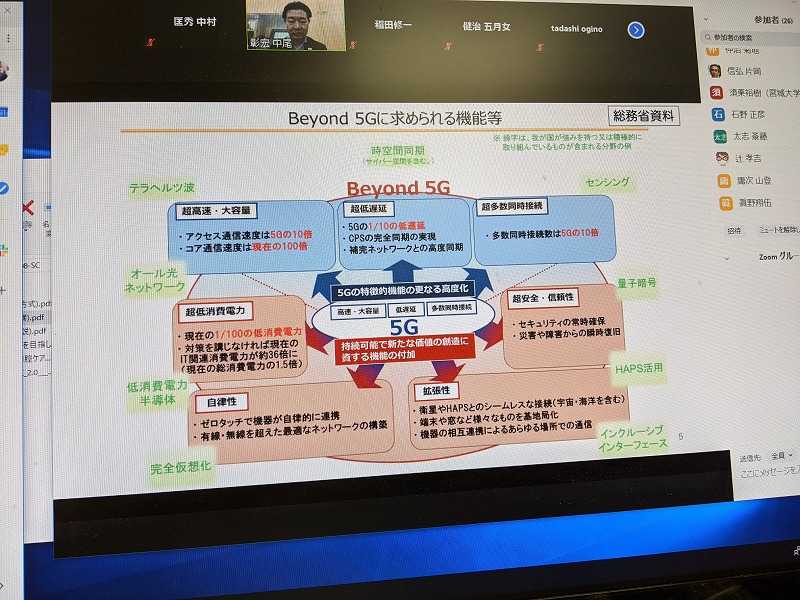 匡秀 中村
彰宏 中尾
稲田修一
健治 五月女
tadashi ogino
参加者 (26)
参加者の検索
信弘 片岡
須
須栗裕樹（宮城大学
石
石野 正彦
太志 斎藤
辻 孝吉
庸
庸次 山登
翔
眞野翔伍
招待
ミュートを解除し
Zoom グルー
送信先:
全員
ここにメッセージを入
Beyond 5Gに求められる機能等
総務省資料
※ 緑字は、我が国が強みを持つ又は積極的に
取り組んでいるものが含まれる分野の例
時空間同期
（サイバー空間を含む。）
テラヘルツ波
Beyond 5G
センシング
超高速・大容量
・アクセス通信速度は5Gの10倍
・コア通信速度は現在の100倍
超低遅延
・5Gの1/10の低遅延
・CPSの完全同期の実現
・補完ネットワークとの高度同期
超多数同時接続
・多数同時接続数は5Gの10倍
オール光
ネットワーク
量子暗号
5Gの特徴的機能の更なる高度化
高速・大容量
低遅延
多数同時接続
5G
持続可能で新たな価値の創造に
資する機能の付加
超低消費電力
・現在の1/100の低消費電力
・対策を講じなければ現在の
IT関連消費電力が約36倍に
（現在の総消費電力の1.5倍）
超安全・信頼性
・セキュリティの常時確保
・災害や障害からの瞬時復旧
低消費電力
半導体
HAPS活用
自律性
・ゼロタッチで機器が自律的に連携
・有線・無線を超えた最適なネットワークの構築
拡張性
・衛星やHAPSとのシームレスな接続（宇宙・海洋を含む）
・端末や窓など様々なものを基地局化
・機器の相互連携によるあらゆる場所での通信
完全仮想化
インクルーシブ
インターフェース
5